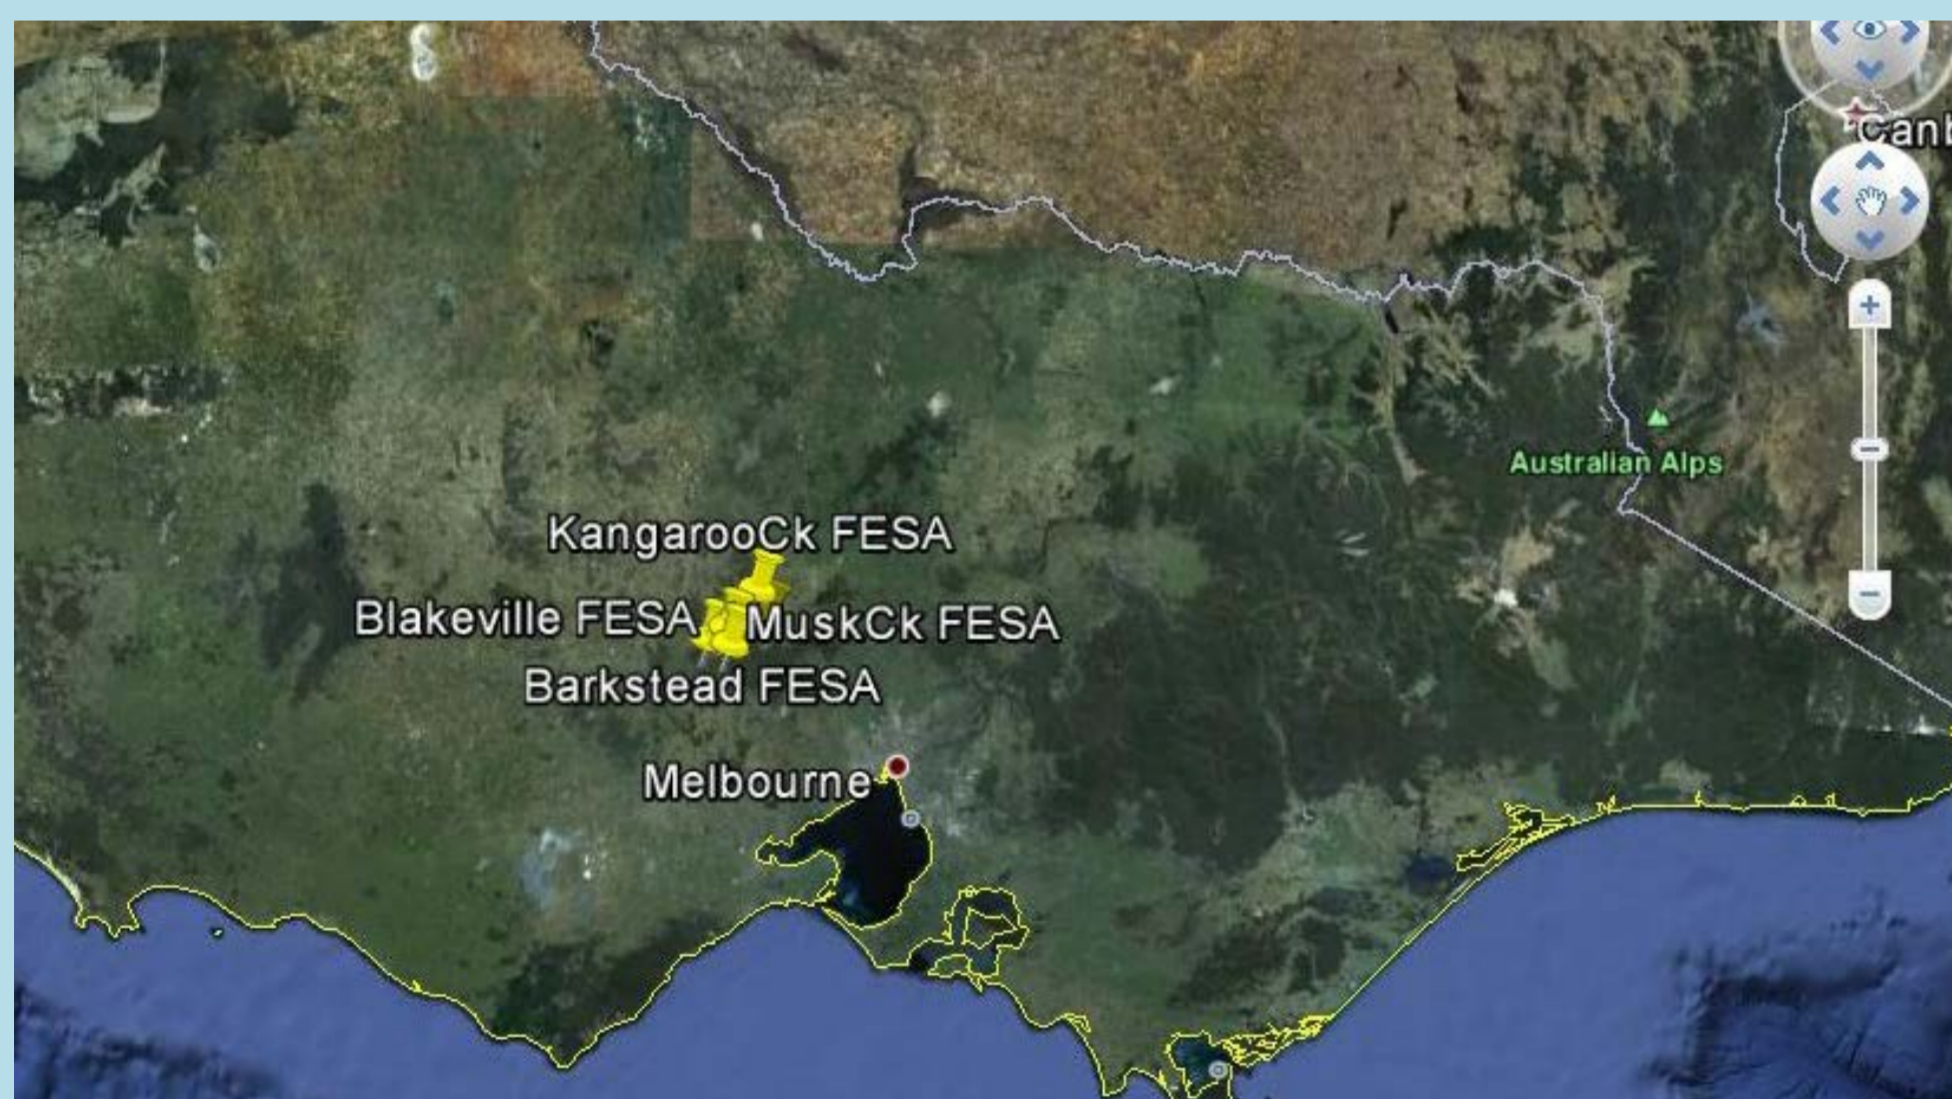 Canb
KangarooCk FESA
Blakeville FESA
MuskCk FESA
Barkstead FESA
Melbourne
Australian Alps